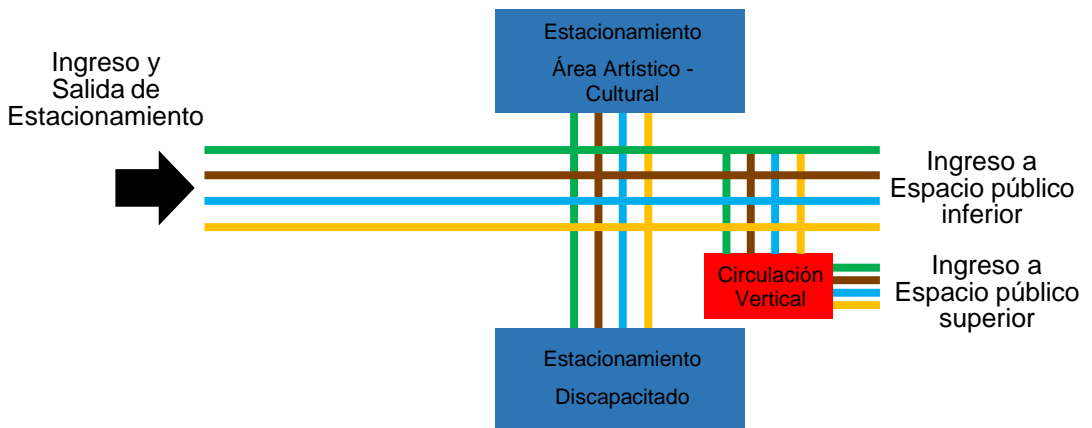 Ingreso y
Salida de
Estacionamiento
Estacionamiento
Área Artístico -
Cultural
Ingreso a
Espacio público
inferior
Circulación
Vertical
Ingreso a
Espacio público
superior
Estacionamiento
Discapacitado